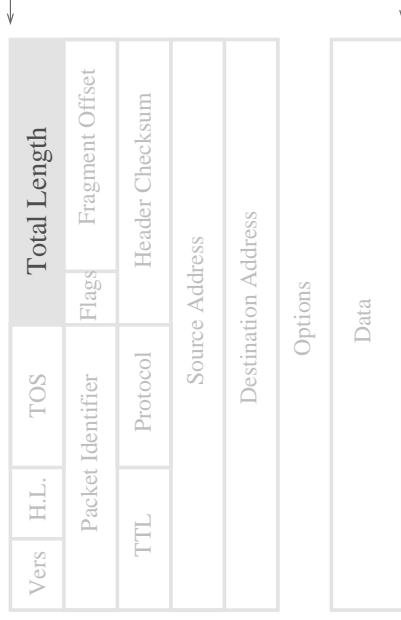 Vers H.L. TOS Total Length
Packet Identifier Flags Fragment Offset
TTL Protocol Header Checksum
Source Address
Destination Address
Options
Data